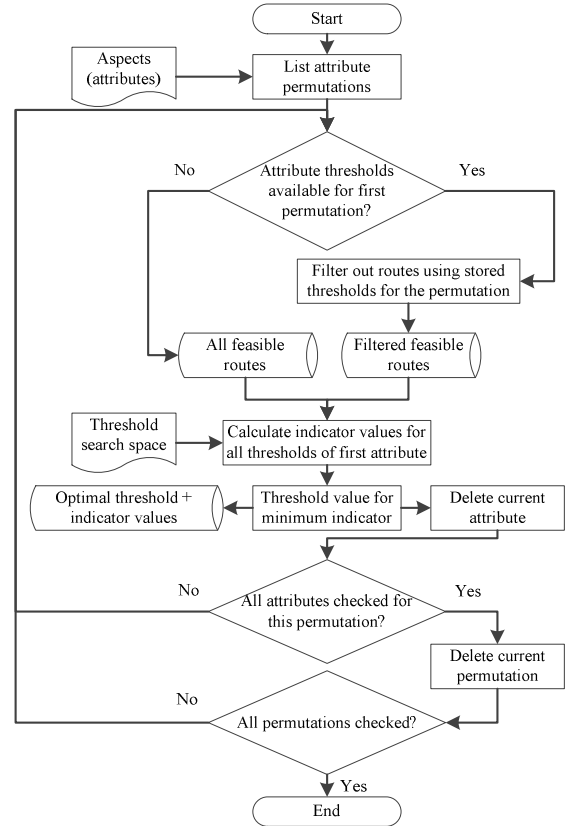 Start
Aspects
(attributes)
List attribute
permutations
No
Attribute thresholds
available for first
permutation?
Yes
Filter out routes using stored
thresholds for the permutation
All feasible
routes
Filtered feasible
routes
Threshold
search space
Calculate indicator values for
all thresholds of first attribute
Optimal threshold +
indicator values
Threshold value for
minimum indicator
Delete current
attribute
No
All attributes checked for
this permutation?
Yes
Delete current
permutation
No
All permutations checked?
Yes
End